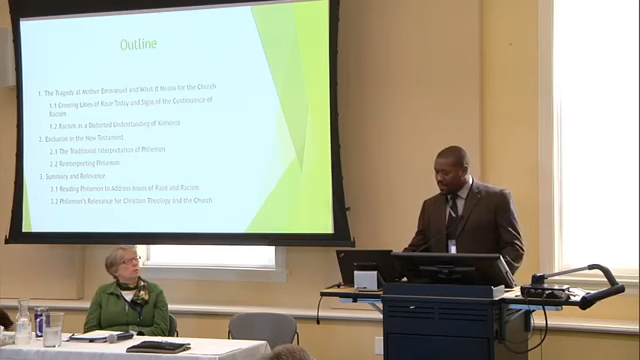 Outline
1. The Tragedy at Mother Emmanuel and What it Means for the Church
1.1 Crossing Lines of Race Today and Signs of the Continuance of
Racism
1.2 Racism as a Distorted Understanding of
2. Exclusion in the New Testament
2.1 The Traditional Interpretation of Philemon
2.2 Reinterpreting Philemon
3. Summary and Relevance
3.1 Reading Philemon to Address Issues of Race and Racism
3.2 Philemon's Relevance for Christian Theology and the Church